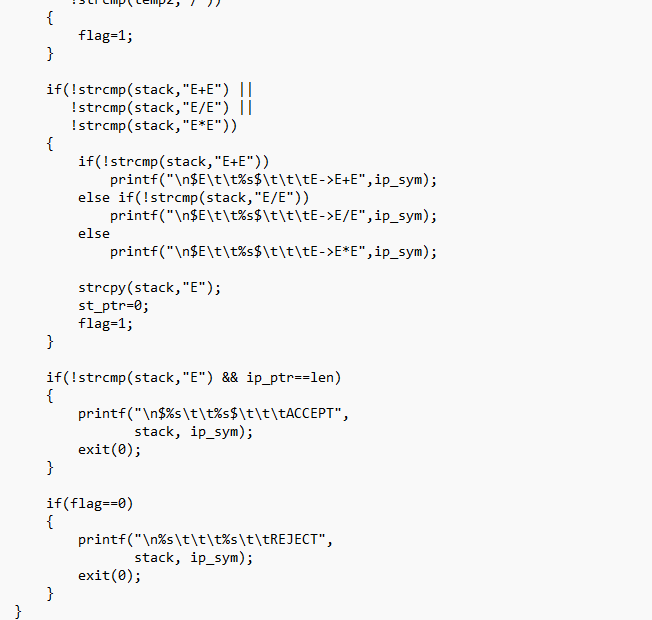 {
flag=1;
}
if(!strcmp(stack,"E+E") ||
!strcmp(stack,"E/E") ||
!strcmp(stack,"E*E"))
{
if(!strcmp(stack,"E+E"))
printf("\n$E\t\t%s$\t\t\tE->E+E",ip_sym);
else if(!strcmp(stack,"E/E"))
printf("\n$E\t\t%s$\t\t\tE->E/E",ip_sym);
else
printf("\n$E\t\t%s$\t\t\tE->E*E",ip_sym);
strcpy(stack,"E");
st_ptr=0;
flag=1;
}
if(!strcmp(stack,"E") && ip_ptr==len)
{
printf("\n$%s\t\t%s$\t\t\tACCEPT",
stack, ip_sym);
exit(0);
}
if(flag==0)
{
printf("\n%s\t\t\t%s\t\tREJECT",
stack, ip_sym);
exit(0);
}
}